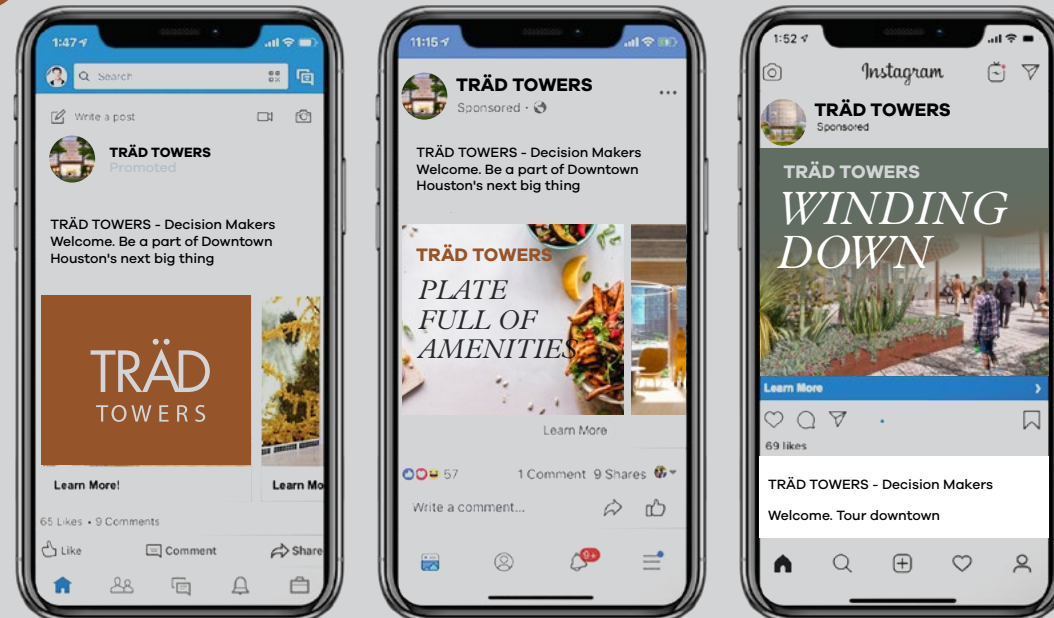 1:47
Search
Write a post
TRÄD TOWERS
Promoted
TRÄD TOWERS - Decision Makers
Welcome. Be a part of Downtown
Houston's next big thing
TRÄD
TOWERS
Learn More!
Learn Mo
65 Likes • 9 Comments
Like
Comment
Share
11:15
TRÄD TOWERS
Sponsored ·
TRÄD TOWERS - Decision Makers
Welcome. Be a part of Downtown
Houston's next big thing
TRÄD TOWERS
PLATE
FULL OF
AMENITIES
Learn More
57
1 Comment 9 Shares
Write a comment...
9+
1:52
Instagram
TRÄD TOWERS
Sponsored
TRÄD TOWERS
WINDING
DOWN
Learn More
69 likes
TRÄD TOWERS - Decision Makers
Welcome. Tour downtown